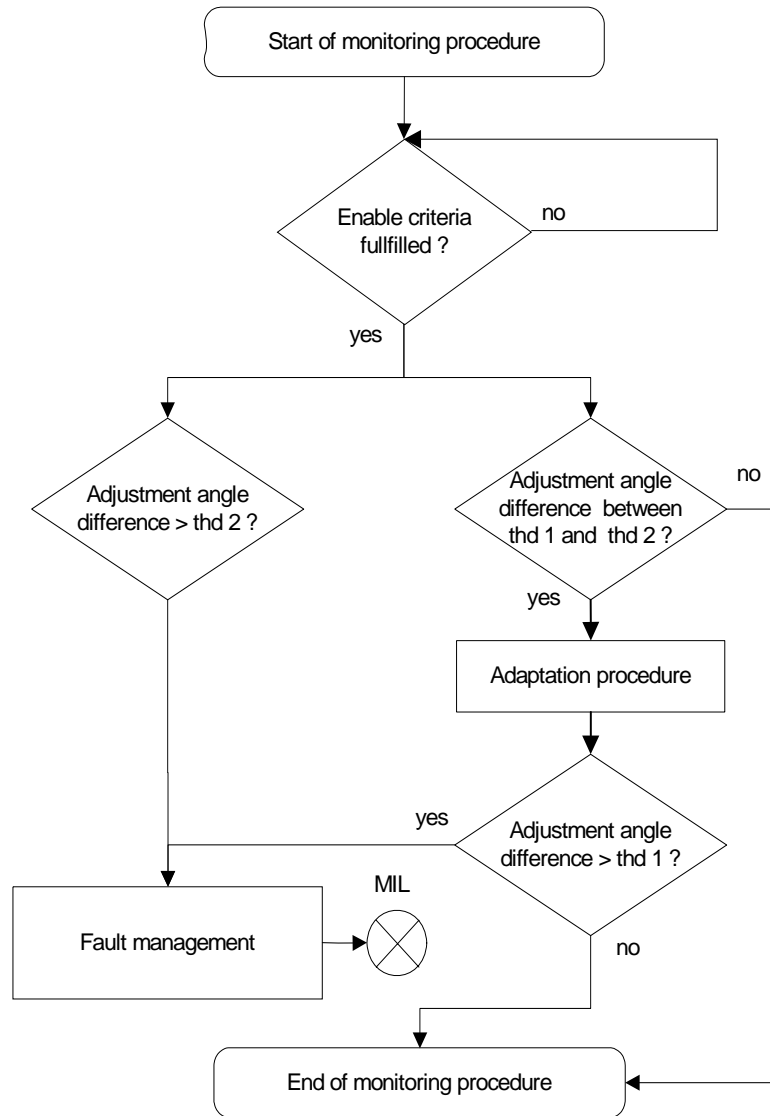 Start of monitoring procedure
Enable criteria
fullfilled ?
no
yes
Adjustment angle
difference > thd 2 ?
Adjustment angle
difference between
thd 1 and thd 2 ?
no
yes
Adaptation procedure
yes
Adjustment angle
difference > thd 1 ?
MIL
Fault management
no
End of monitoring procedure